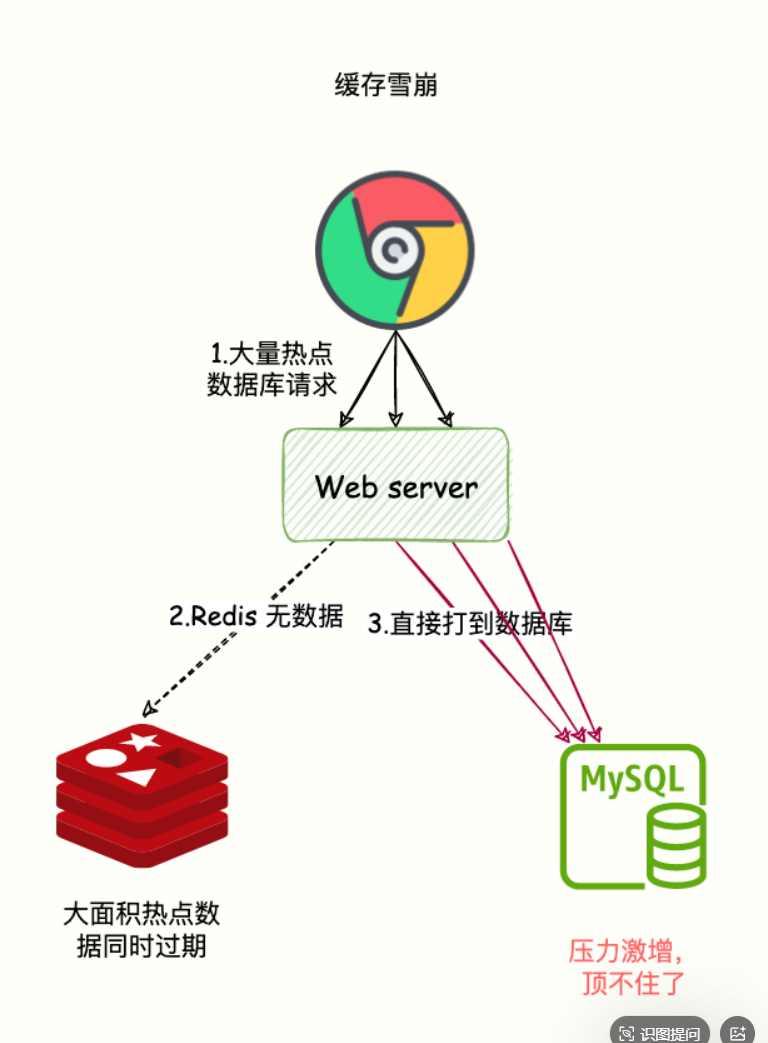 缓存雪崩
1.大量热点
数据库请求
Web server
2.Redis 无数据
3.直接打到数据库
MySQL
大面积热点数
据同时过期
压力激增，
顶不住了
识图提问